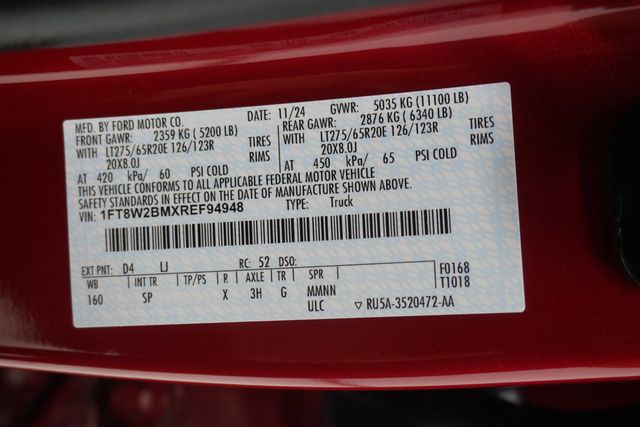 MFD. BY FORD MOTOR CO. DATE: 11/24 GVWR: 5035 KG (11100 LB)
FRONT GAWR: 2359 KG (5200 LB) REAR GAWR: 2876 KG (6340 LB)
WITH LT275/65R20E 126/123R TIRES WITH LT275/65R20E 126/123R TIRES
20X8.0J RIMS 20X8.0J RIMS
AT 420 kPa/ 60 PSI COLD AT 450 kPa/ 65 PSI COLD
THIS VEHICLE CONFORMS TO ALL APPLICABLE FEDERAL MOTOR VEHICLE
SAFETY STANDARDS IN EFFECT ON THE DATE OF MANUFACTURE SHOWN ABOVE.
VIN: 1FT8W2BMXREF94948 TYPE: Truck
EXT PNT: D4 LJ RC: 52 DSO: F0168
WB INT TR TP/PS R AXLE TR SPR T1018
160 SP X 3H G MMNN
ULC ▽ RU5A-3520472-AA